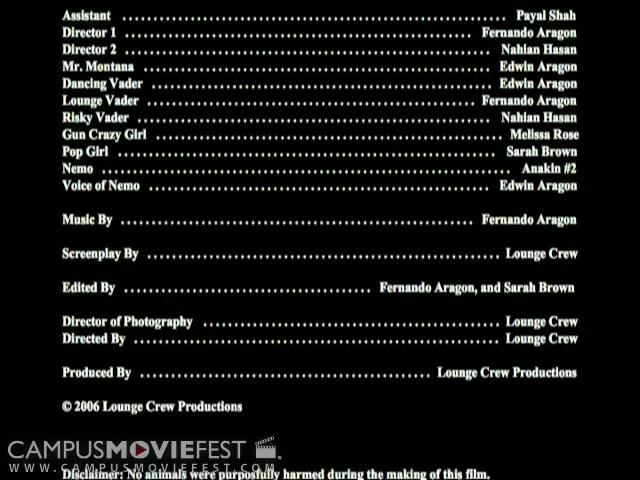 Assistant ........................................................ Payal Shah
Director 1 .................................................. Fernando Aragon
Director 2 ...................................................... Nahian Hasan
Mr. Montana ................................................ Edwin Aragon
Dancing Vader .............................................. Edwin Aragon
Lounge Vader ............................................ Fernando Aragon
Risky Vader .................................................... Nahian Hasan
Gun Crazy Girl .................................................. Melissa Rose
Pop Girl ...................................................... Sarah Brown
Nemo .......................................................... Anakin #2
Voice of Nemo .............................................. Edwin Aragon
Music By .................................................. Fernando Aragon
Screenplay By .................................................. Lounge Crew
Edited By ................................... Fernando Aragon, and Sarah Brown
Director of Photography .......................................... Lounge Crew
Directed By .................................................... Lounge Crew
Produced By ......................................... Lounge Crew Productions
© 2006 Lounge Crew Productions
CAMPUSMOVIEFEST
WWW.CAMPUSMOVIEFEST.COM
Disclaimer: No animals were purposfully harmed during the making of this film.